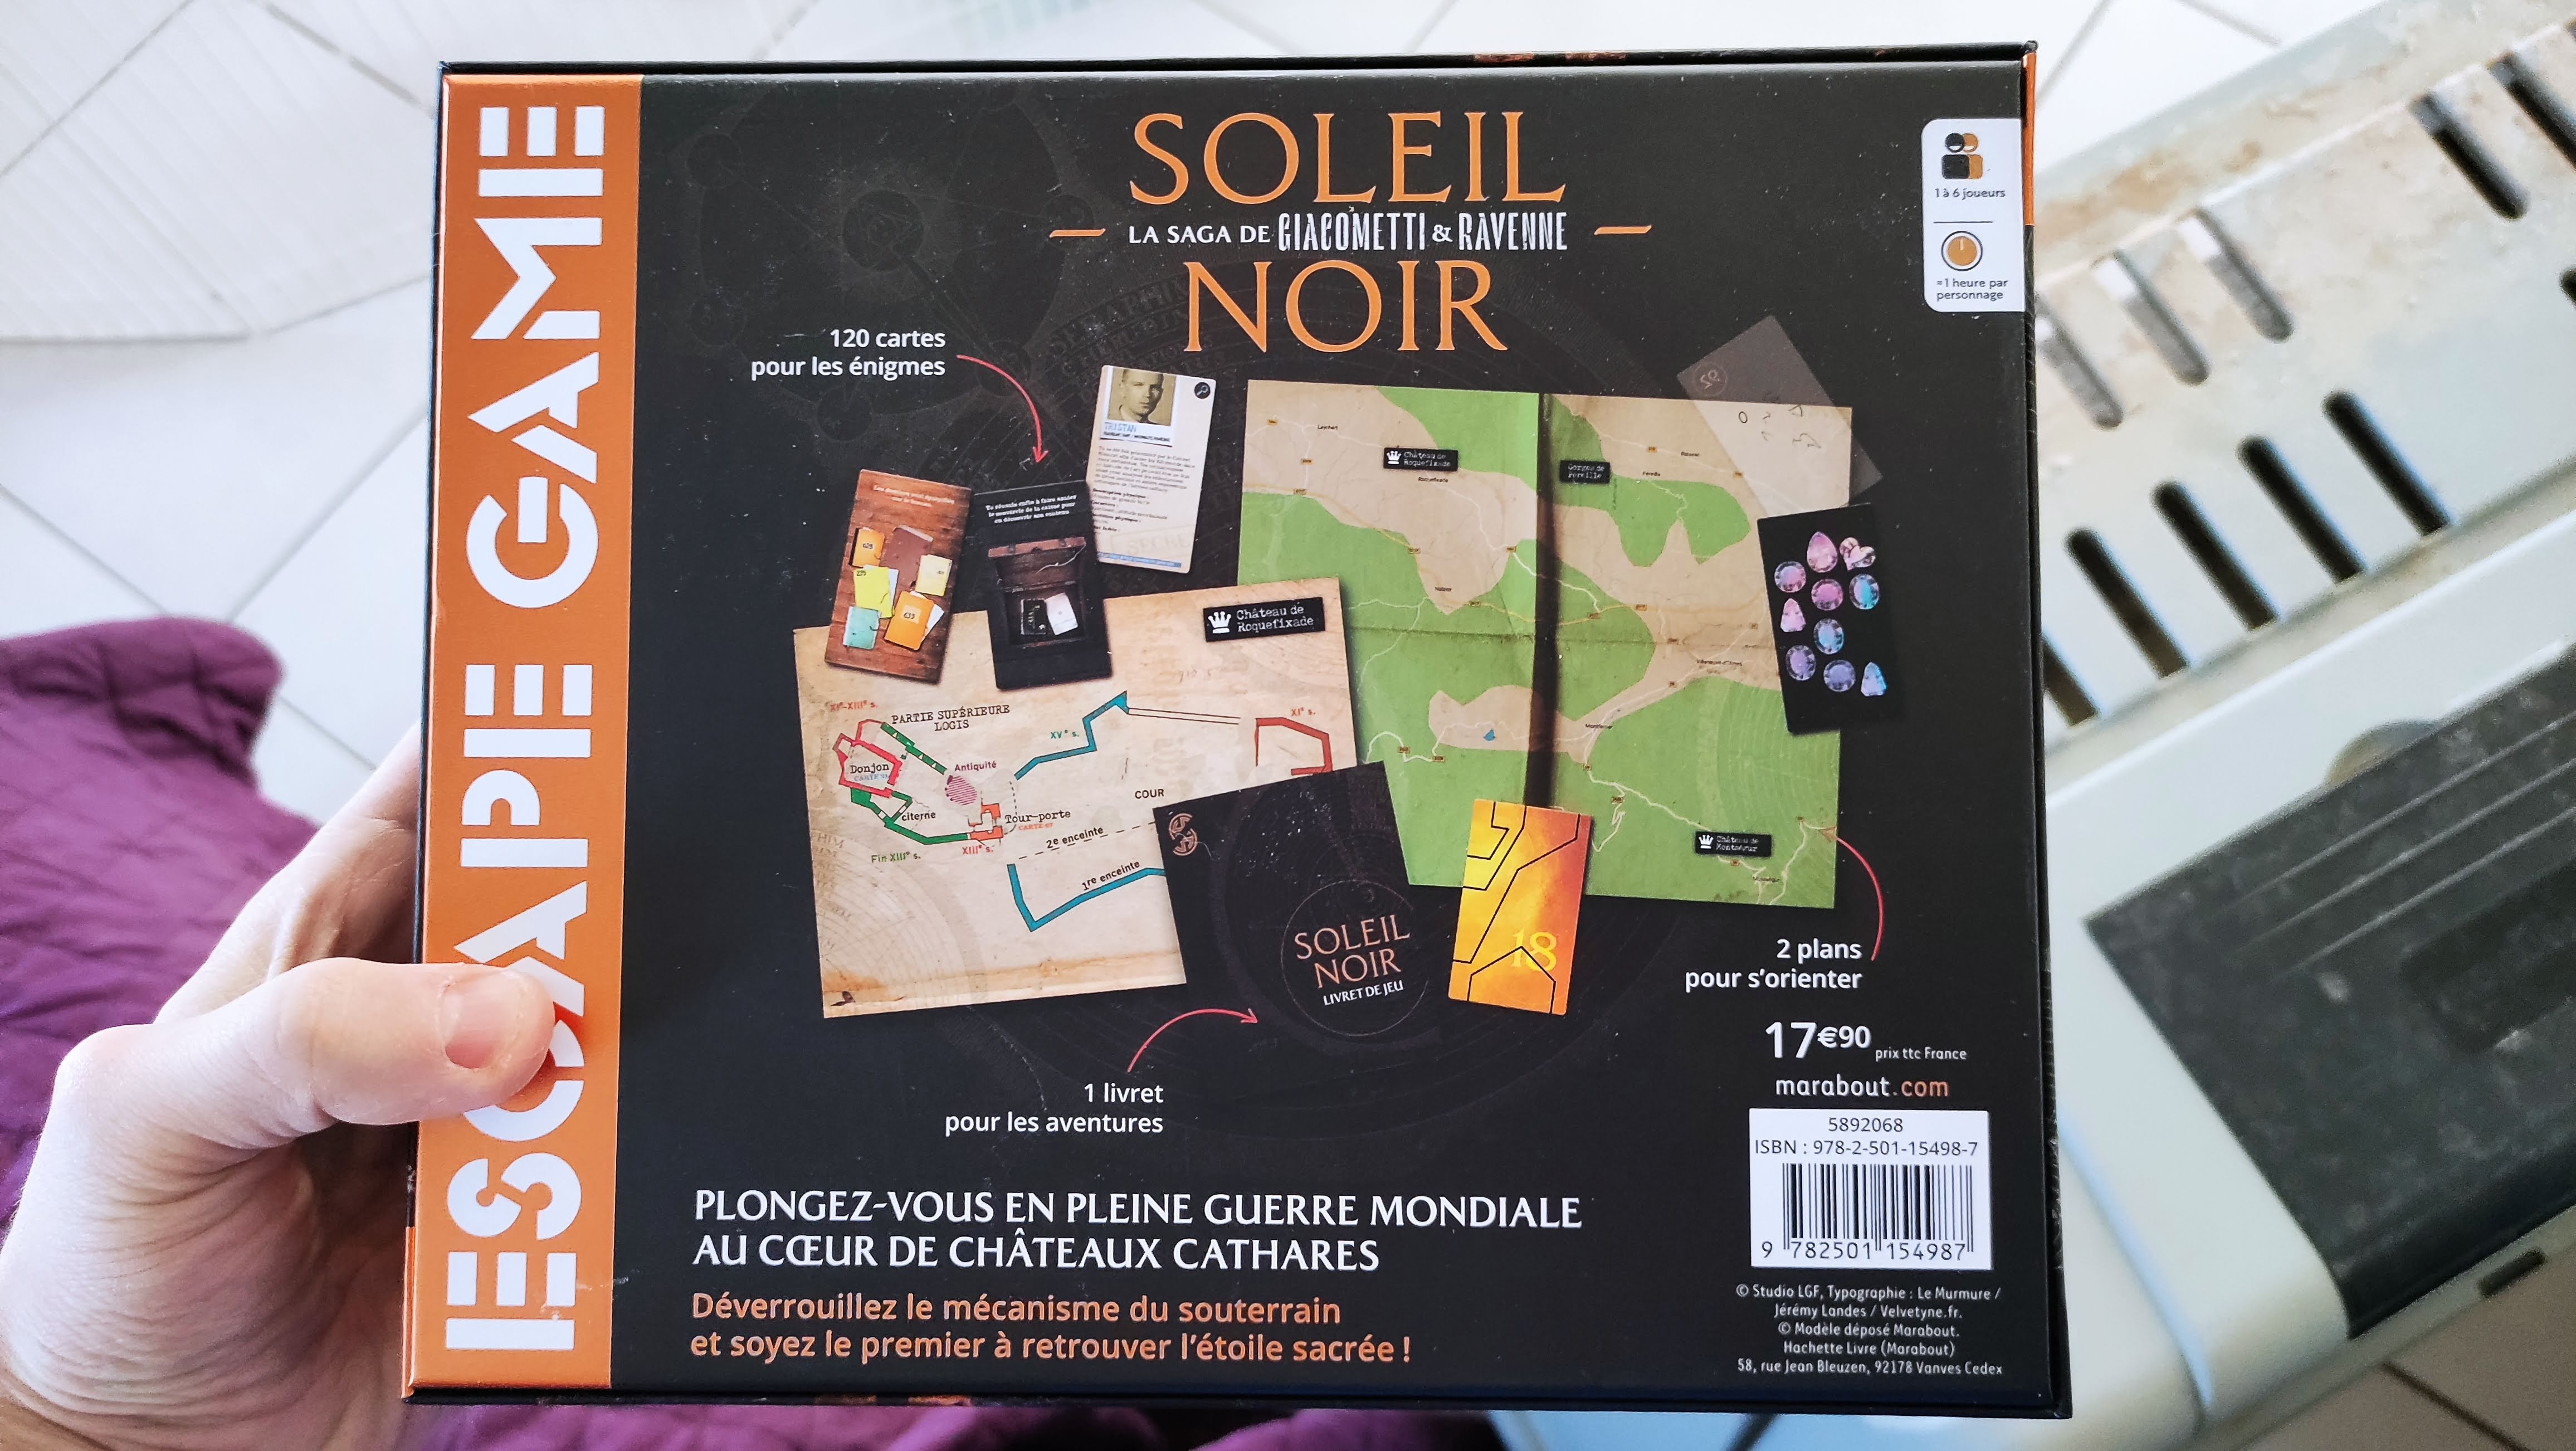 ESCAPE GAME
SOLEIL
LA SAGA DE GIACOMETTI & RAVENNE
NOIR
1 à 6 joueurs
=1 heure par
personnage
120 cartes
pour les énigmes
TRISTAN
Château de
Roquefixade
Château de
Roquefixade
XIe-XIIIe s.
PARTIE SUPÉRIEURE
LOGIS
XVe s.
XIe s.
Donjon
Antiquité
COUR
citerne
Tour-porte
2e enceinte
Fin XIIIe s.
XIIIe s.
1re enceinte
SOLEIL
NOIR
LIVRET DE JEU
18
2 plans
pour s'orienter
1 livret
pour les aventures
17€90 prix ttc France
marabout.com
5892068
ISBN : 978-2-501-15498-7
9 782501 154987
PLONGEZ-VOUS EN PLEINE GUERRE MONDIALE
AU CŒUR DE CHÂTEAUX CATHARES
Déverrouillez le mécanisme du souterrain
et soyez le premier à retrouver l'étoile sacrée !
© Studio LGF, Typographie : Le Murmure /
Jérémy Landes / Velvetyne.fr.
© Modèle déposé Marabout.
Hachette Livre (Marabout)
58, rue Jean Bleuzen, 92178 Vanves Cedex